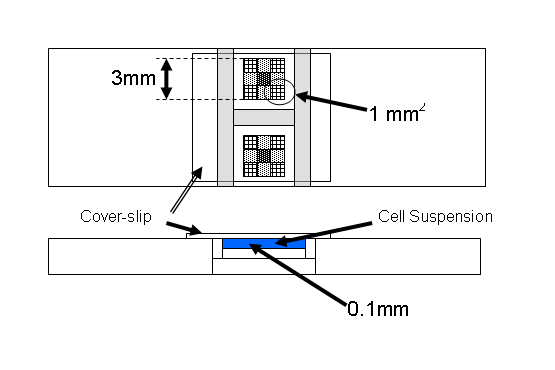 3mm
1 mm²
Cover-slip
Cell Suspension
0.1mm